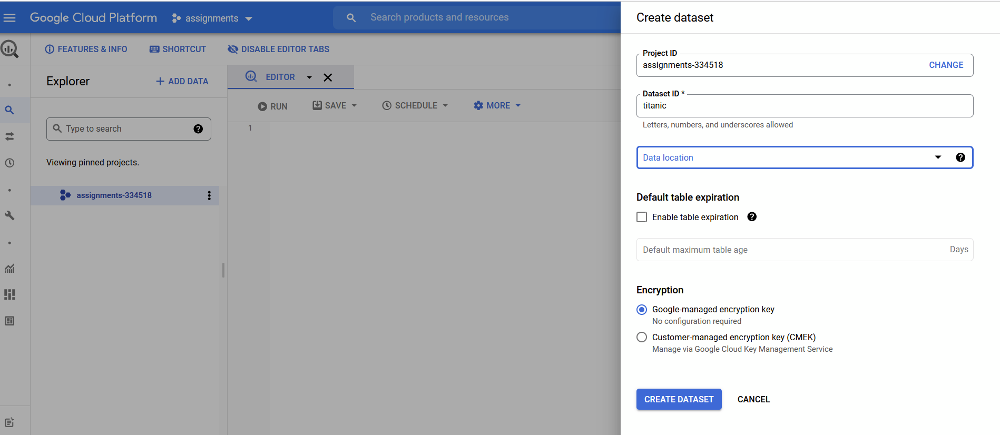 Google Cloud Platform
assignments
Search products and resources
FEATURES & INFO
SHORTCUT
DISABLE EDITOR TABS
Explorer
ADD DATA
EDITOR
RUN
SAVE
SCHEDULE
MORE
Type to search
1
Viewing pinned projects.
assignments-334518
Create dataset
Project ID
assignments-334518
CHANGE
Dataset ID *
titanic
Letters, numbers, and underscores allowed
Data location
Default table expiration
Enable table expiration
Default maximum table age
Days
Encryption
Google-managed encryption key
No configuration required
Customer-managed encryption key (CMEK)
Manage via Google Cloud Key Management Service
CREATE DATASET
CANCEL